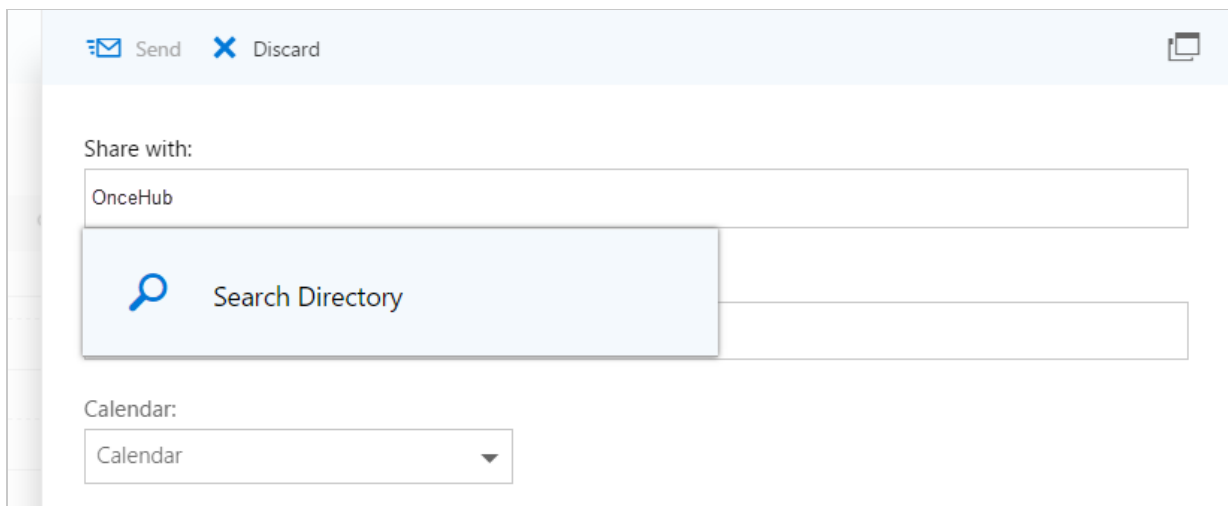 Send Discard
Share with:
OnceHub
Search Directory
Calendar:
Calendar